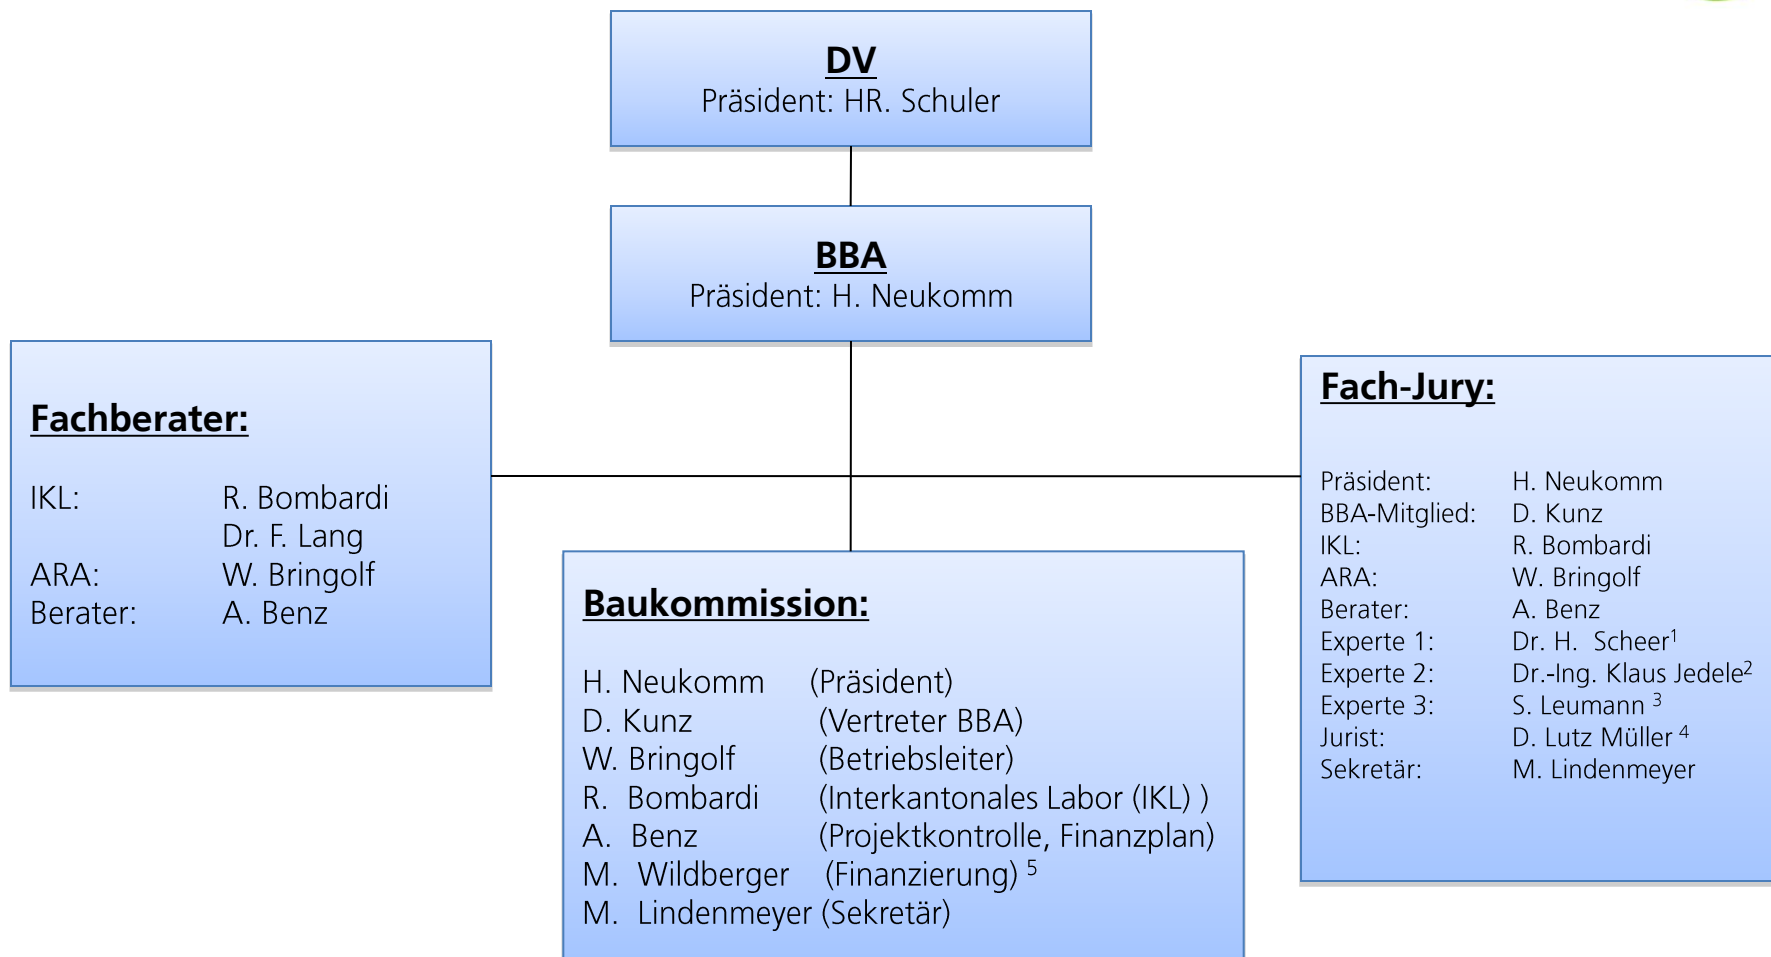 DV
Präsident: HR. Schuler
BBA
Präsident: H. Neukomm
Fachberater:
IKL: R. Bombardi
Dr. F. Lang
ARA: W. Bringolf
Berater: A. Benz
Baukommission:
H. Neukomm (Präsident)
D. Kunz (Vertreter BBA)
W. Bringolf (Betriebsleiter)
R. Bombardi (Interkantonales Labor (IKL) )
A. Benz (Projektkontrolle, Finanzplan)
M. Wildberger (Finanzierung) 5
M. Lindenmeyer (Sekretär)
Fach-Jury:
Präsident: H. Neukomm
BBA-Mitglied: D. Kunz
IKL: R. Bombardi
ARA: W. Bringolf
Berater: A. Benz
Experte 1: Dr. H. Scheer1
Experte 2: Dr.-Ing. Klaus Jedele2
Experte 3: S. Leumann 3
Jurist: D. Lutz Müller 4
Sekretär: M. Lindenmeyer